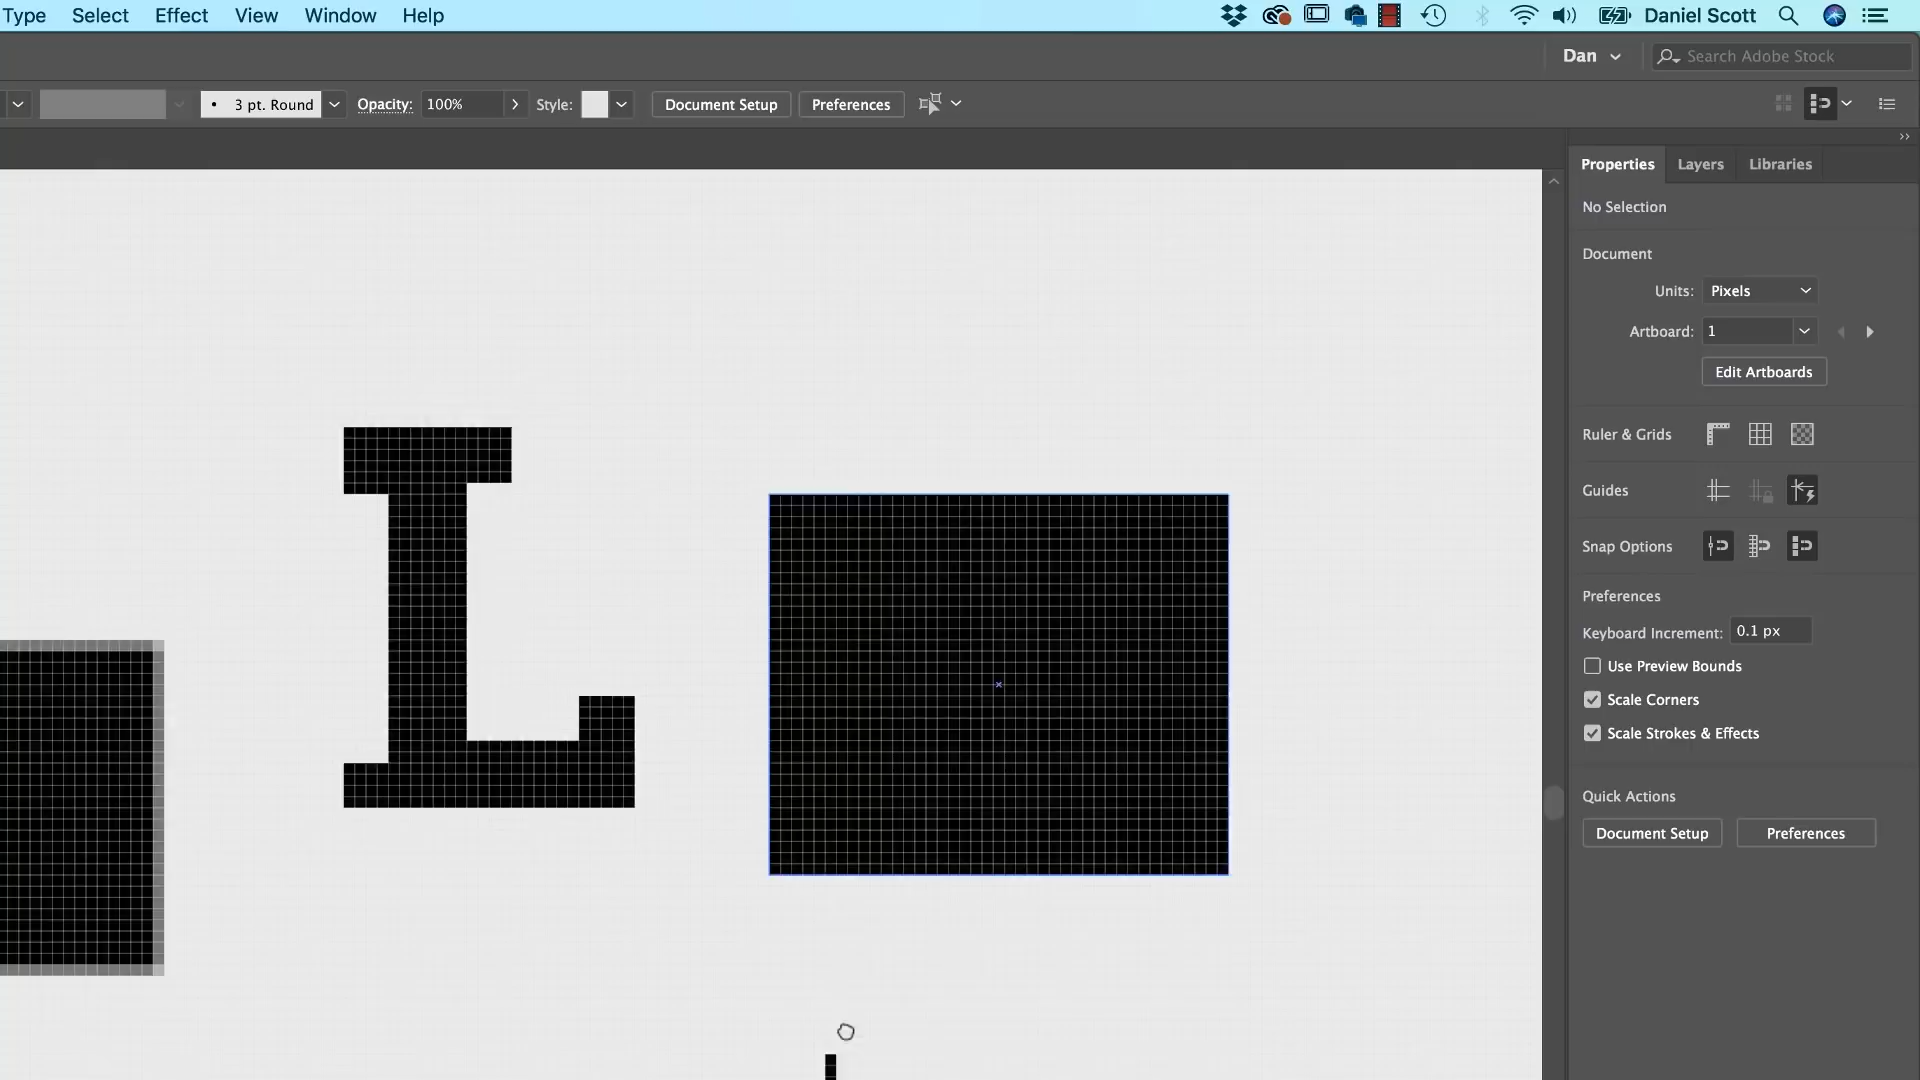 Type Select Effect View Window Help Daniel Scott
Dan Search Adobe Stock
3 pt. Round Opacity: 100% Style: Document Setup Preferences
Properties Layers Libraries
No Selection
Document
Units: Pixels
Artboard: 1
Edit Artboards
L
Ruler & Grids
Guides
Snap Options
Preferences
Keyboard Increment: 0.1 px
Use Preview Bounds
Scale Corners
Scale Strokes & Effects
Quick Actions
Document Setup Preferences